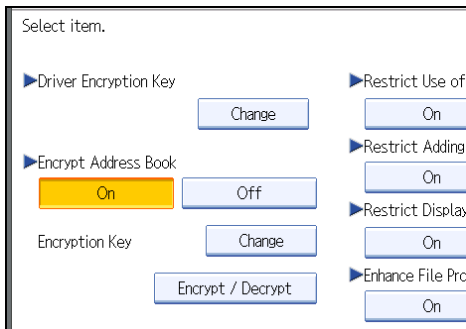 Select item.
Driver Encryption Key
Change
Encrypt Address Book
On Off
Encryption Key Change
Encrypt / Decrypt
Restrict Use of
On
Restrict Adding
On
Restrict Display
On
Enhance File Pro
On